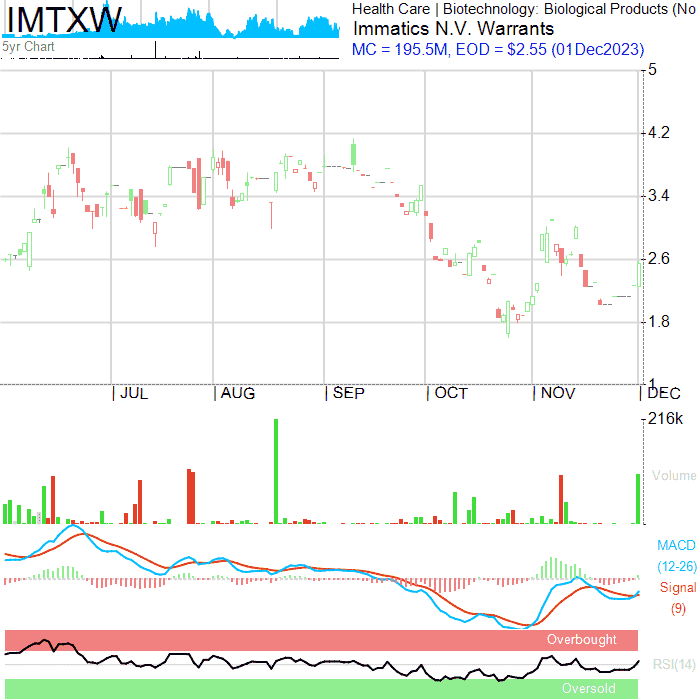 IMTXW
Health Care | Biotechnology: Biological Products (No
Immatics N.V. Warrants
MC = 195.5M, EOD = $2.55 (01Dec2023)
5yr Chart
5
4.2
3.4
2.6
1.8
1
| JUL | AUG | SEP | OCT | NOV | DEC
216k
Volume
MACD
(12-26)
Signal
(9)
Overbought
RSI(14)
Oversold